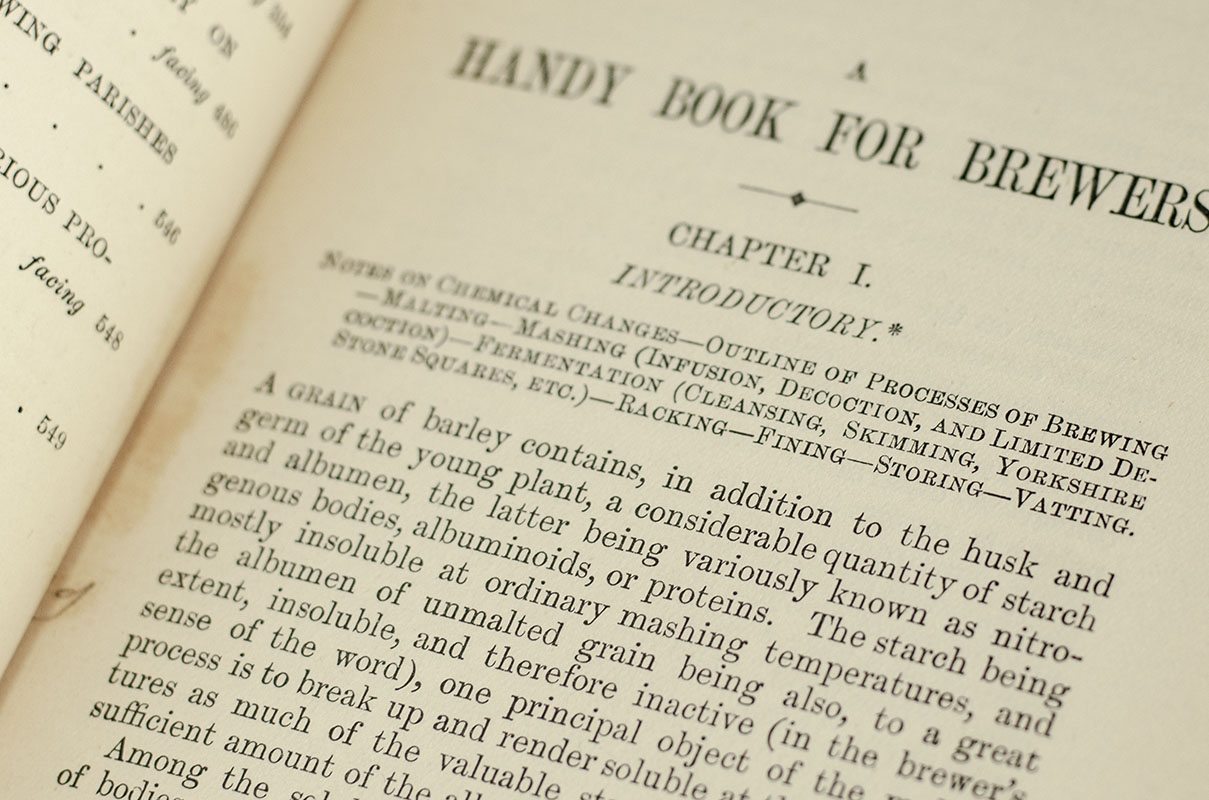 ON
facing 486
WING PARISHES
. 546
RIOUS PRO-
facing 548
. 549
A
HANDY BOOK FOR BREWERS
CHAPTER I.
INTRODUCTORY.*
NOTES ON CHEMICAL CHANGES—OUTLINE OF PROCESSES OF BREWING
—MALTING—MASHING (INFUSION, DECOCTION, AND LIMITED DE-
COCTION)—FERMENTATION (CLEANSING, SKIMMING, YORKSHIRE
STONE SQUARES, ETC.)—RACKING—FINING—STORING—VATTING.
A GRAIN of barley contains, in addition to the husk and
germ of the young plant, a considerable quantity of starch
and albumen, the latter being variously known as nitro-
genous bodies, albuminoids, or proteins. The starch being
mostly insoluble at ordinary mashing temperatures, and
the albumen of unmalted grain being also, to a great
extent, insoluble, and therefore inactive (in the brewer's
sense of the word), one principal object of the
process is to break up and render soluble at
tures as much of the valuable
sufficient amount of the
Among the
of bodies